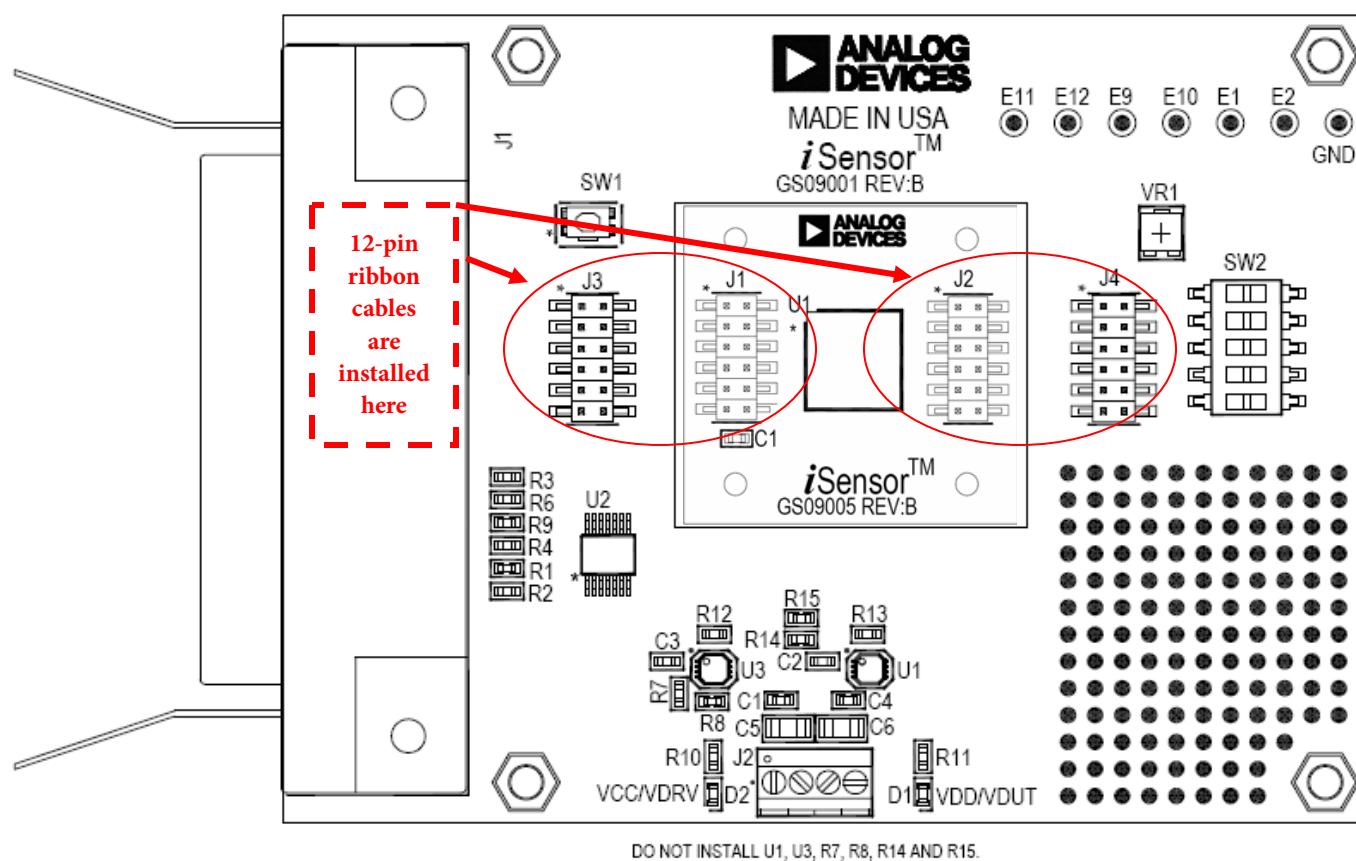 ANALOG
DEVICES
MADE IN USA
iSensor™
GS09001 REV:B
E11 E12 E9 E10 E1 E2
GND
J1
SW1
VR1
SW2
12-pin
ribbon
cables
are
installed
here
ANALOG
DEVICES
* J3
* J1
U1
*
* J2
* J4
C1
iSensor™
GS09005 REV:B
R3
R6
R9
R4
R1
R2
U2
*
R12
R15
R13
R14
C3
C2
U3
U1
R7
R8
C1
C4
C5
C6
R10
J2
R11
VCC/VDRV D2
*
D1 VDD/VDUT
DO NOT INSTALL U1, U3, R7, R8, R14 AND R15.